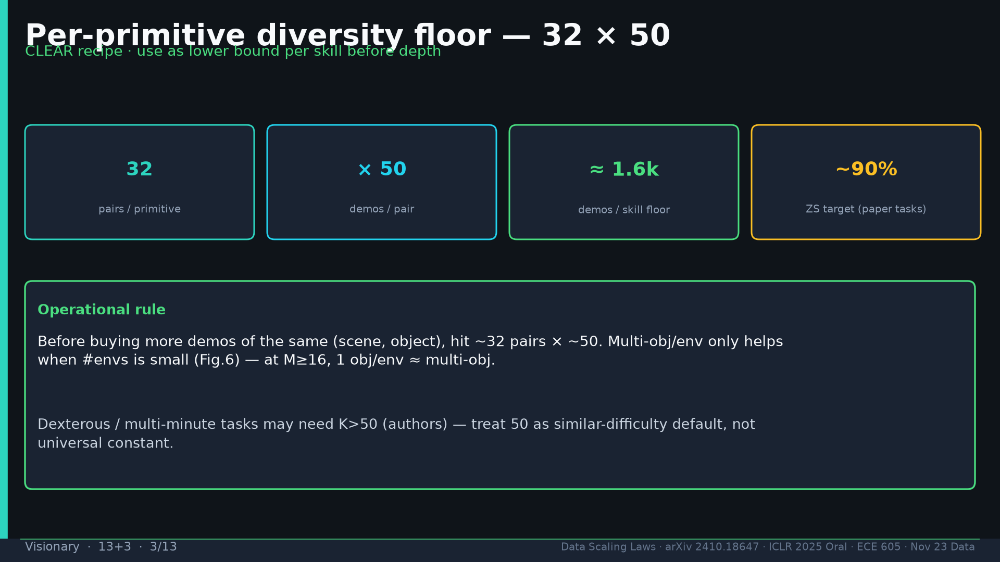 Per-primitive diversity floor — 32 × 50
CLEAR recipe · use as lower bound per skill before depth
32
pairs / primitive
× 50
demos / pair
≈ 1.6k
demos / skill floor
~90%
ZS target (paper tasks)
Operational rule
Before buying more demos of the same (scene, object), hit ~32 pairs × ~50. Multi-obj/env only helps
when #envs is small (Fig.6) — at M≥16, 1 obj/env ≈ multi-obj.
Dexterous / multi-minute tasks may need K>50 (authors) — treat 50 as similar-difficulty default, not
universal constant.
Visionary · 13+3 · 3/13
Data Scaling Laws · arXiv 2410.18647 · ICLR 2025 Oral · ECE 605 · Nov 23 Data